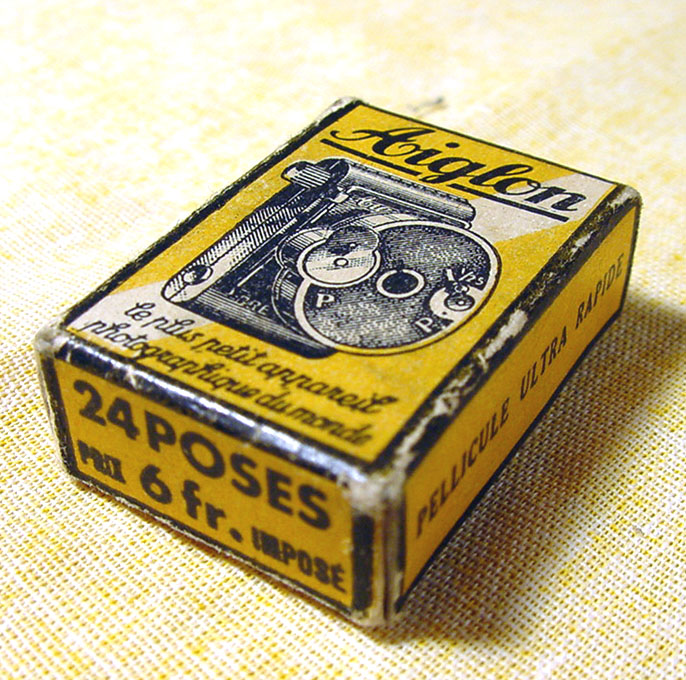 Aiglon
P
P
le plus petit appareil
photographique du monde
24 POSES
PRIX 6 fr. IMPOSÉ
PELLICULE ULTRA RAPIDE